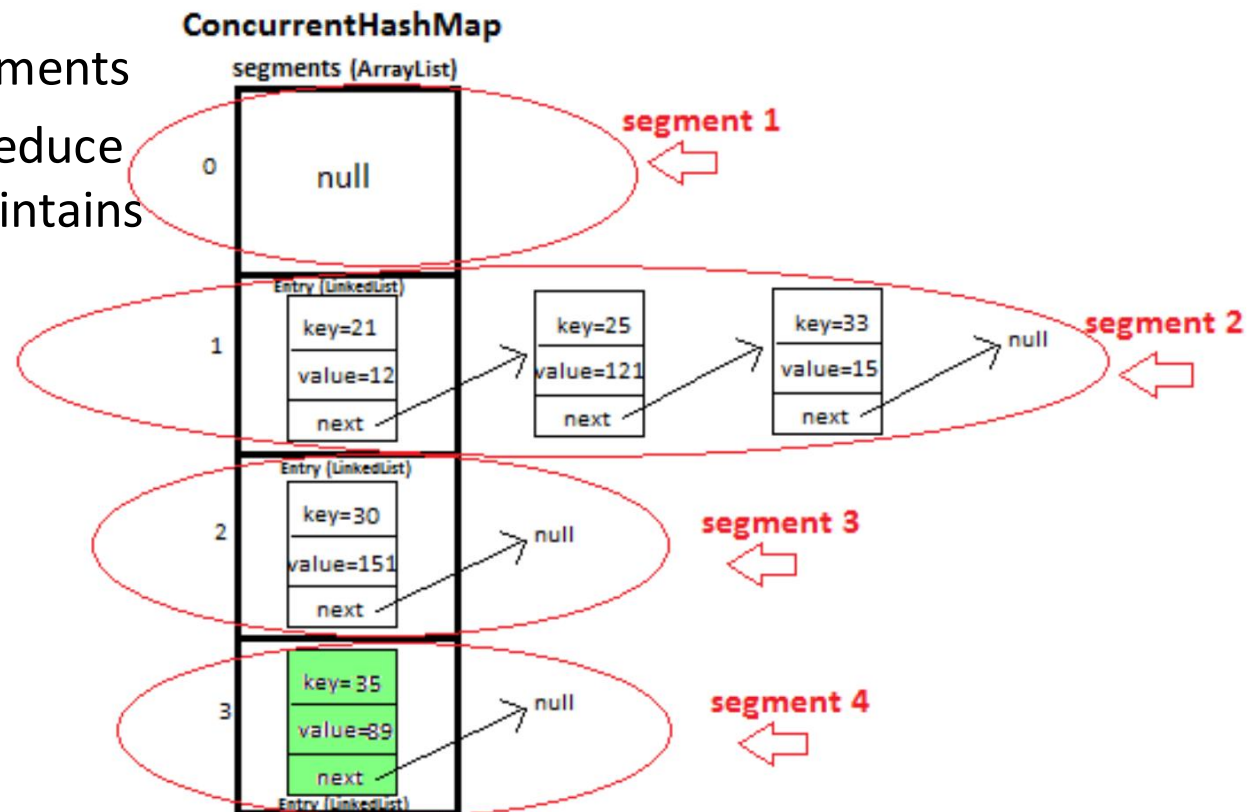 ConcurrentHashMap
segments (ArrayList)
ments
educe
intains
segment 1
0
null
Entry (LinkedList)
1
key=21
value=12
next
key=25
value=121
next
key=33
value=15
next
null
segment 2
Entry (LinkedList)
2
key=30
value=151
next
null
segment 3
3
key=35
value=89
next
null
segment 4
Entry (LinkedList)